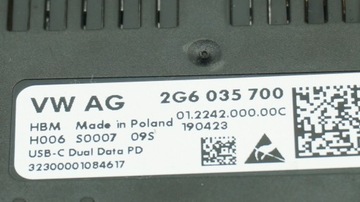 VW AG 2G6 035 700
HBM Made in Poland 01.2242.000.00C
H006 S0007 09S 190423
USB-C Dual Data PD
32300001084617